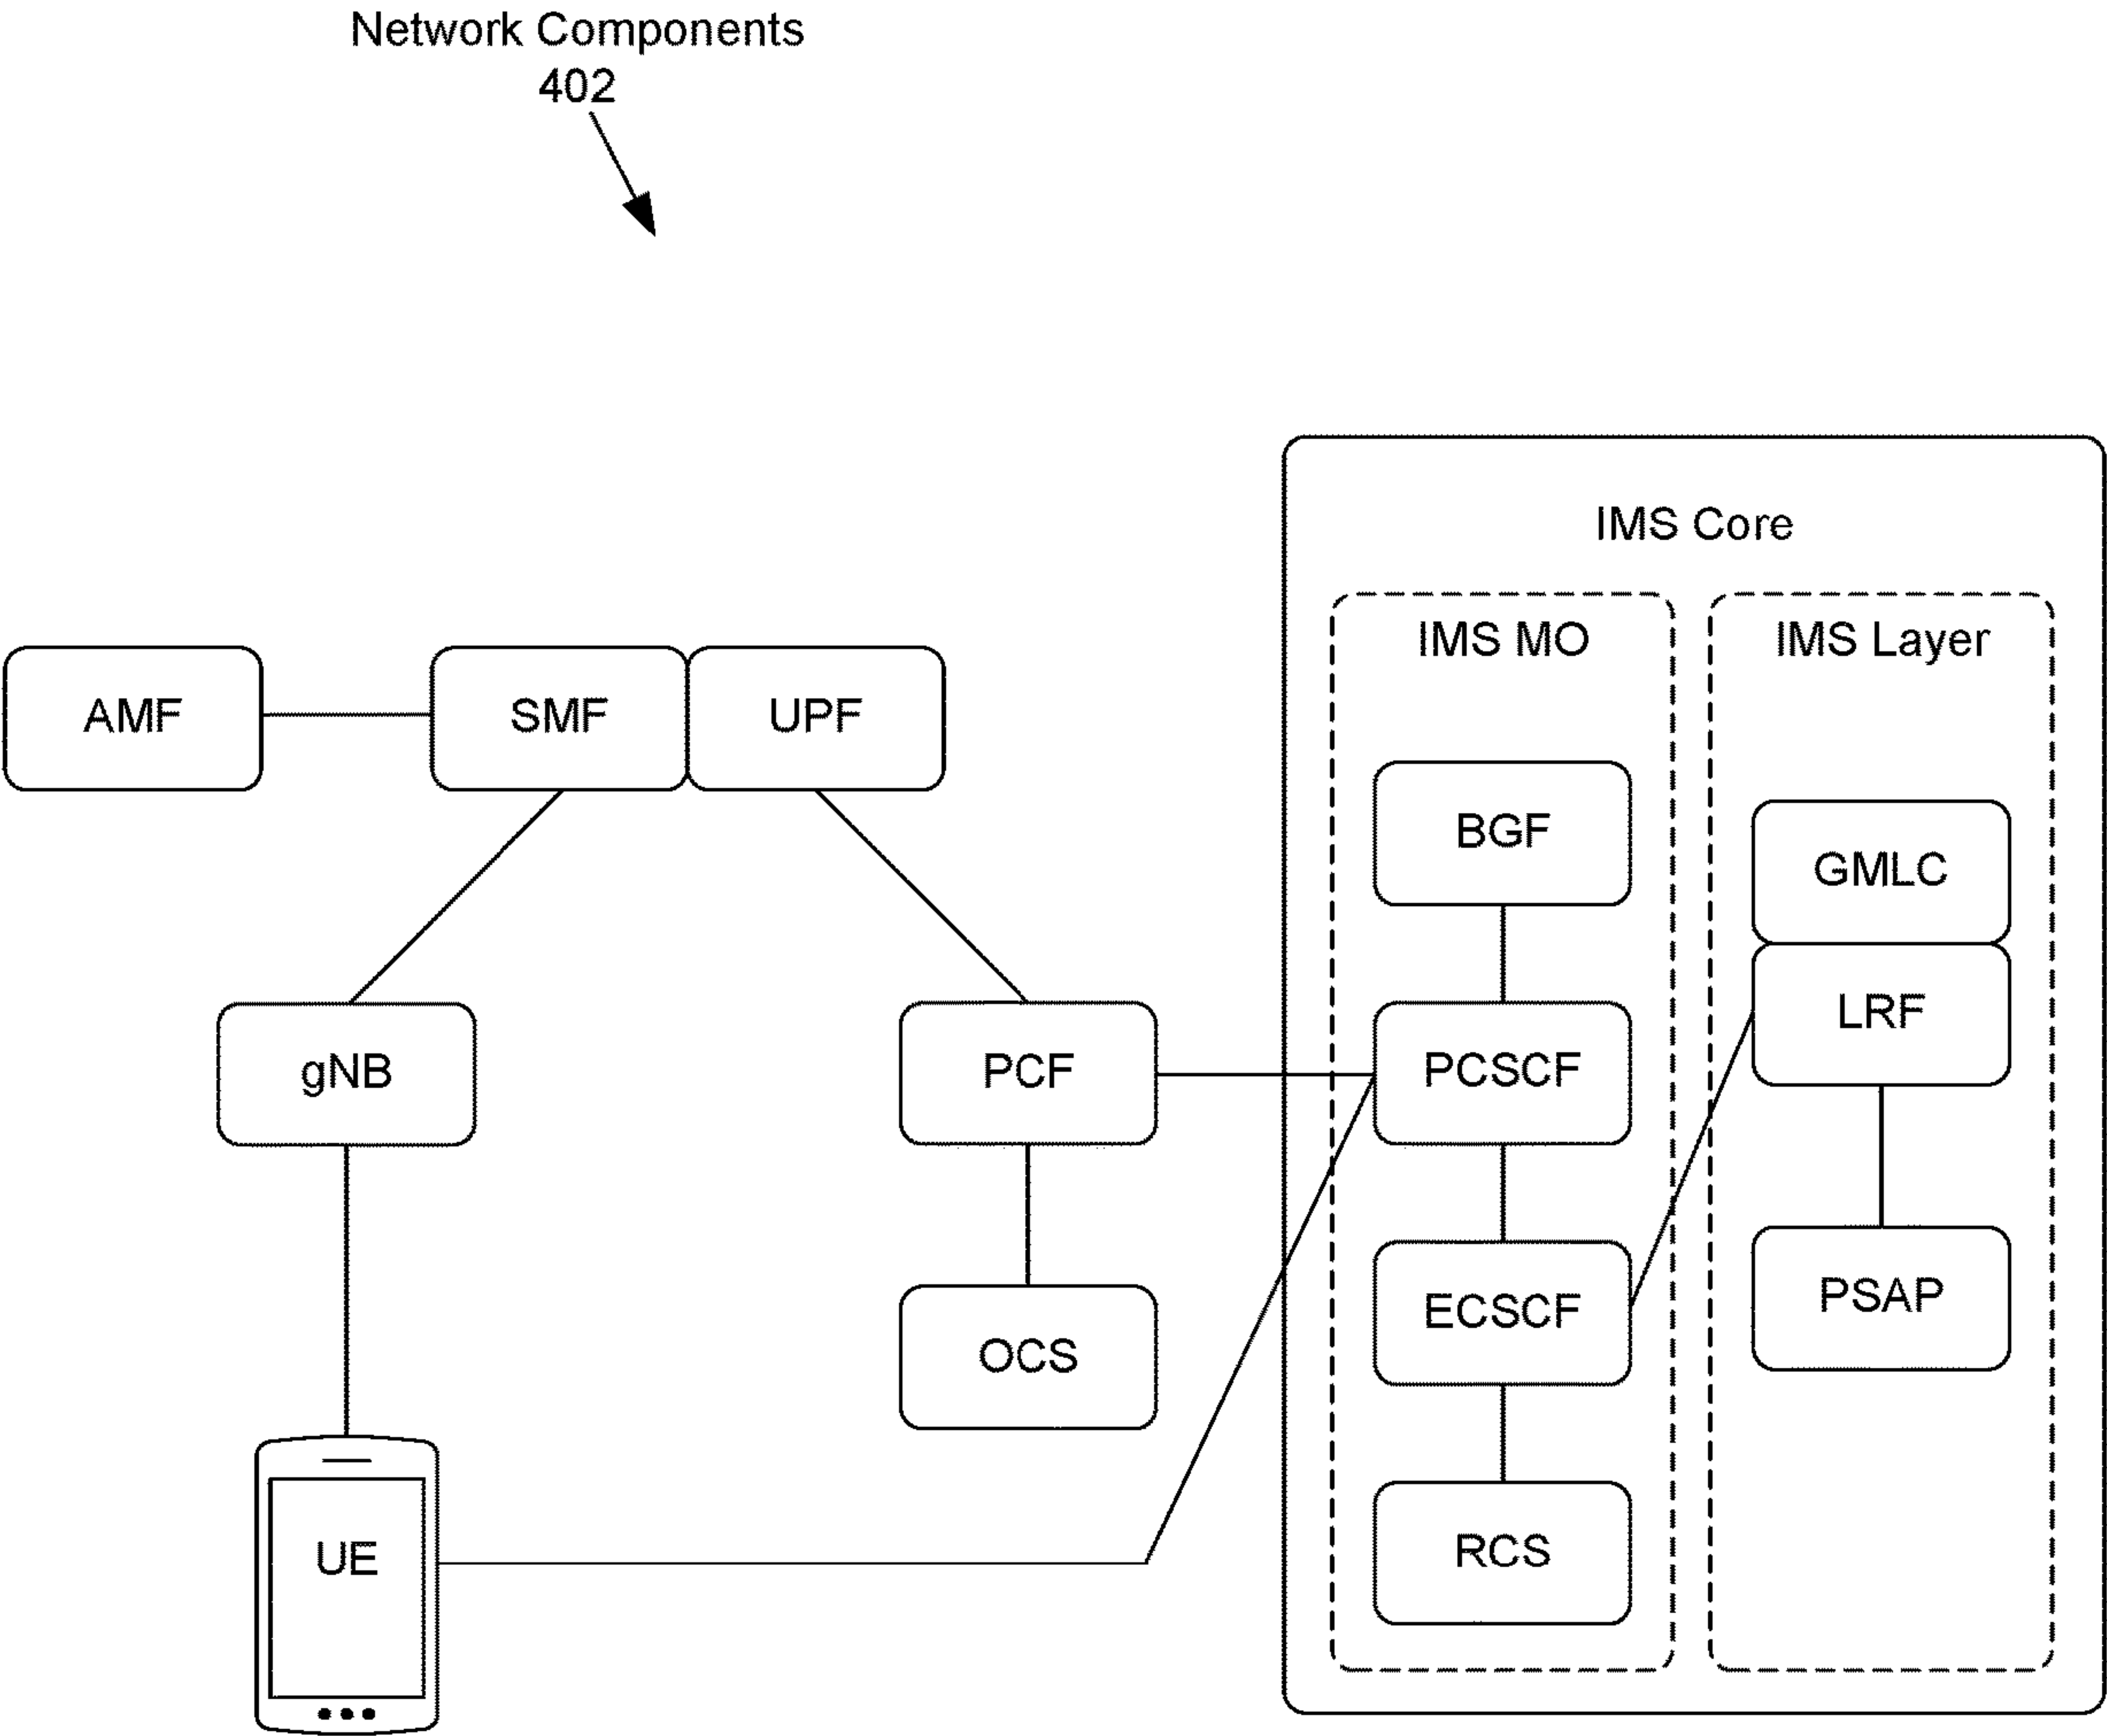 Network Components
402
IMS Core
IMS MO
IMS Layer
AMF
SMF
UPF
BGF
GMLC
LRF
gNB
PCF
PCSCF
ECSCF
PSAP
OCS
RCS
UE